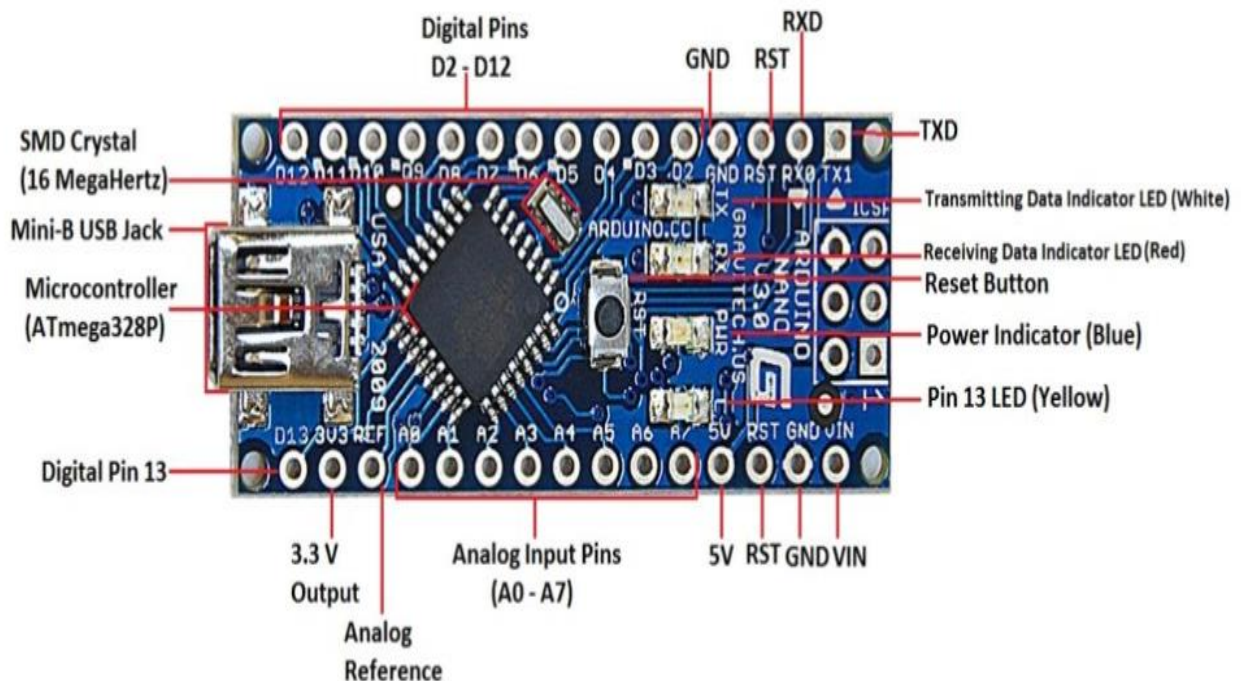 Digital Pins
D2 - D12
GND
RST
RXD
TXD
SMD Crystal
(16 MegaHertz)
Mini-B USB Jack
Microcontroller
(ATmega328P)
Digital Pin 13
D12 D11 D10 D9 D8 D7 D6 D5 D4 D3 D2 GND RST RX0 TX1
ICSP
TX
RX
PWR
L
ARDUINO.CC
GRAVITECH.US
ARDUINO
NANO
V3.0
RST
USA
2009
1
D13 3V3 REF A0 A1 A2 A3 A4 A5 A6 A7 5V RST GND VIN
Transmitting Data Indicator LED (White)
Receiving Data Indicator LED (Red)
Reset Button
Power Indicator (Blue)
Pin 13 LED (Yellow)
3.3 V
Output
Analog
Reference
Analog Input Pins
(A0 - A7)
5V
RST
GND
VIN